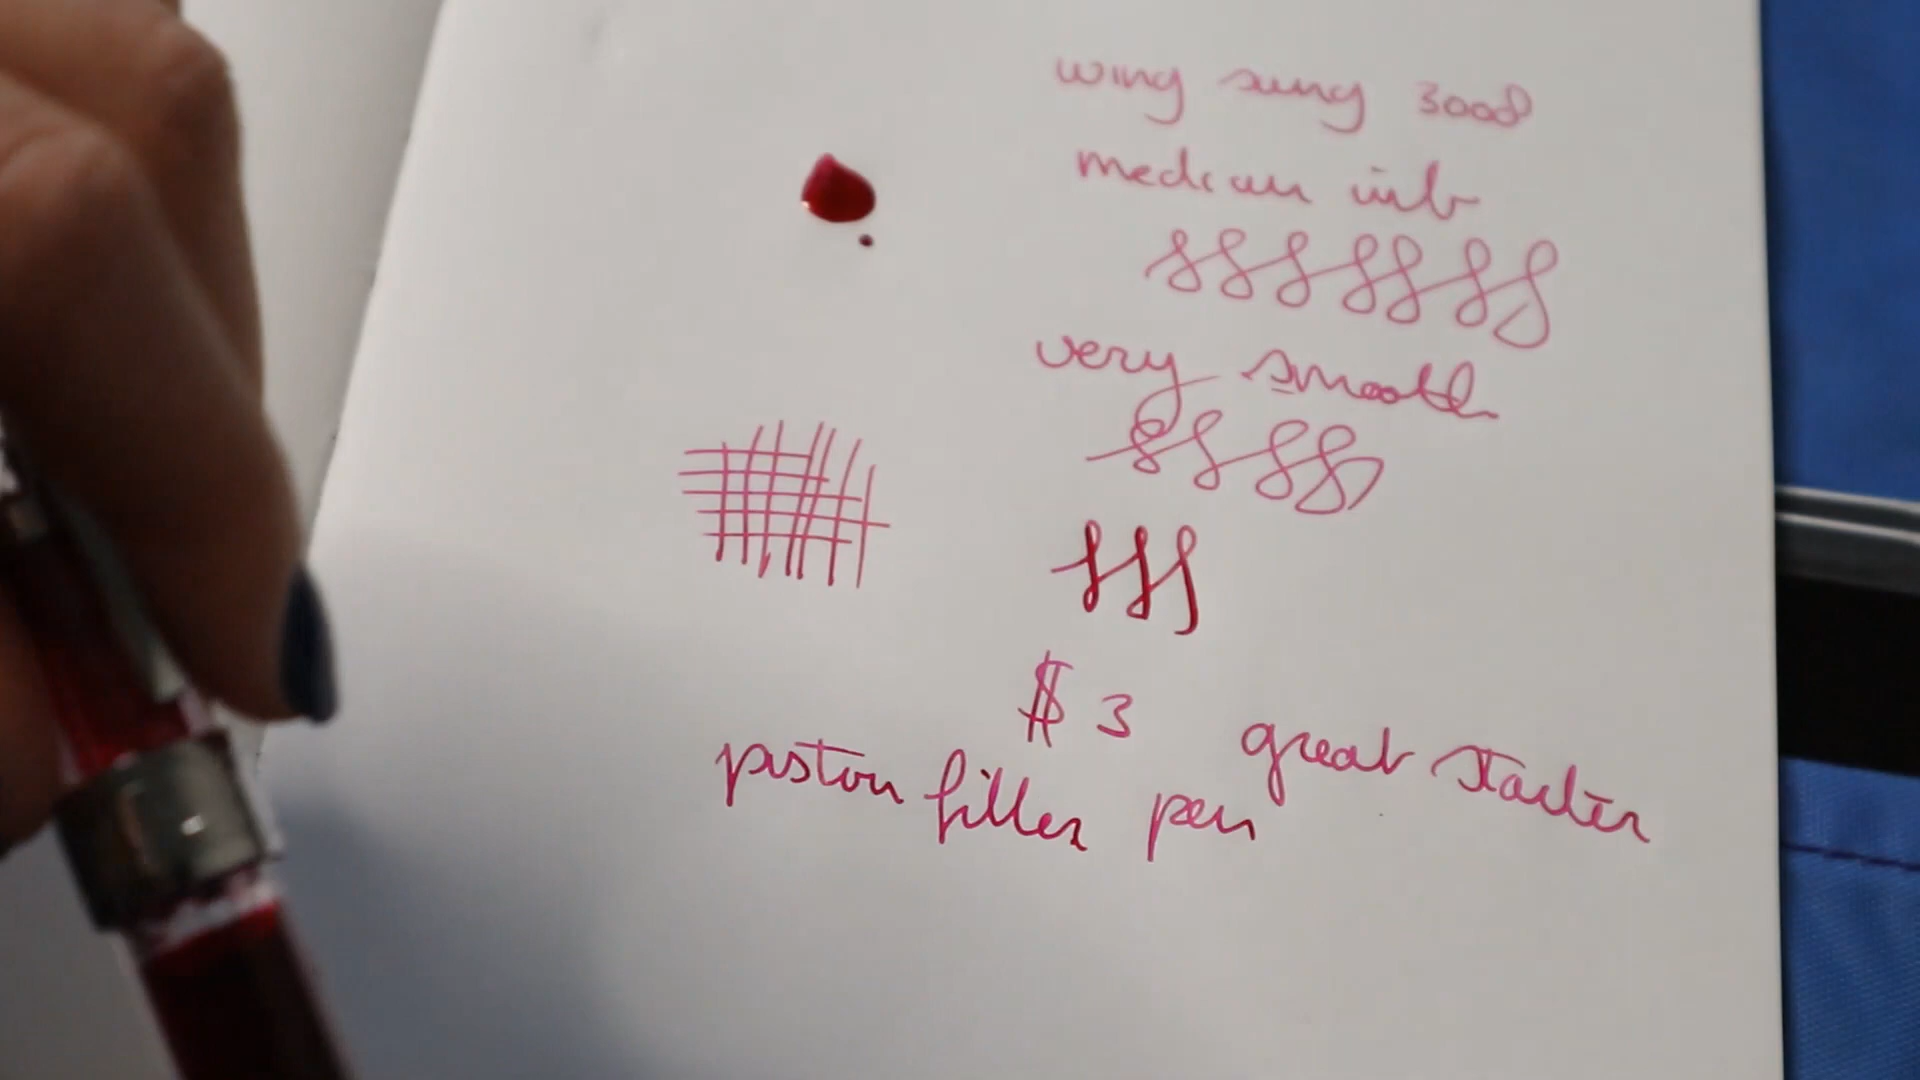 wing sung 3008
medium nib
very smooth
$ 3 great starter
piston filler pen